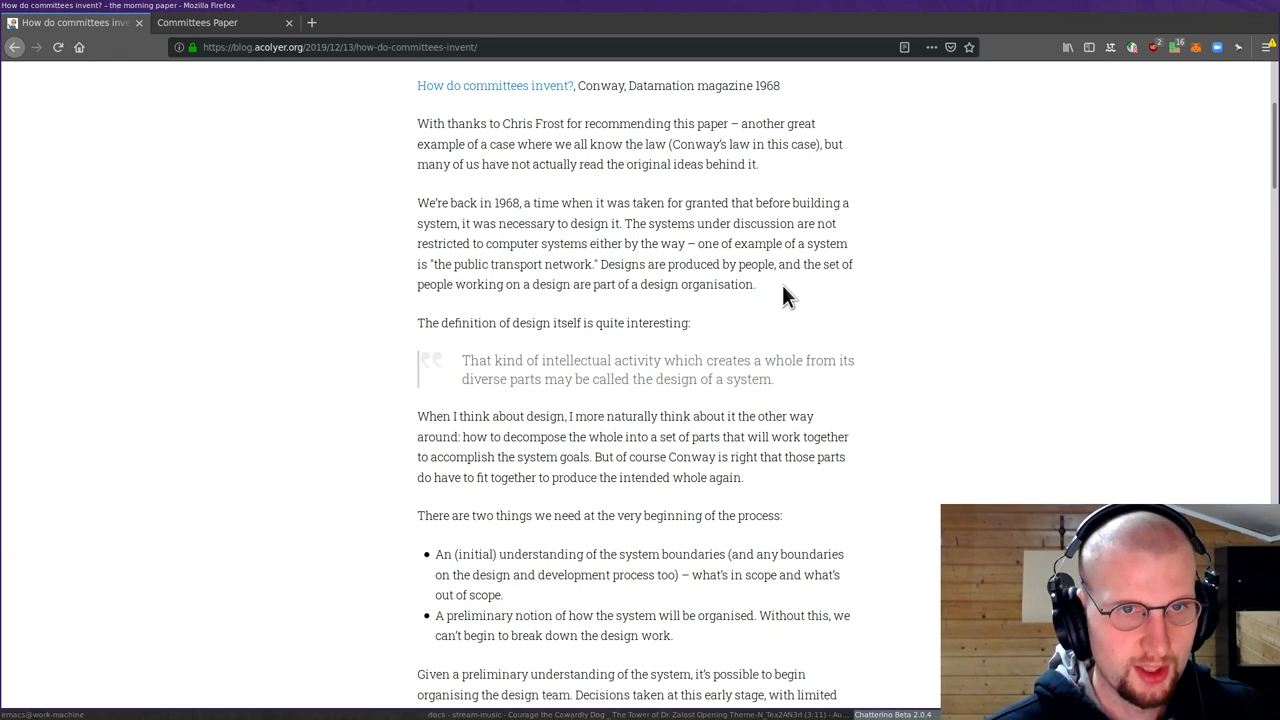 How do committees invent? – the morning paper - Mozilla Firefox
How do committees inve
Committees Paper
https://blog.acolyer.org/2019/12/13/how-do-committees-invent/
2
16
How do committees invent?, Conway, Datamation magazine 1968
With thanks to Chris Frost for recommending this paper – another great
example of a case where we all know the law (Conway's law in this case), but
many of us have not actually read the original ideas behind it.
We're back in 1968, a time when it was taken for granted that before building a
system, it was necessary to design it. The systems under discussion are not
restricted to computer systems either by the way – one of example of a system
is "the public transport network." Designs are produced by people, and the set of
people working on a design are part of a design organisation.
The definition of design itself is quite interesting:
That kind of intellectual activity which creates a whole from its
diverse parts may be called the design of a system.
When I think about design, I more naturally think about it the other way
around: how to decompose the whole into a set of parts that will work together
to accomplish the system goals. But of course Conway is right that those parts
do have to fit together to produce the intended whole again.
There are two things we need at the very beginning of the process:
An (initial) understanding of the system boundaries (and any boundaries
on the design and development process too) – what's in scope and what's
out of scope.
A preliminary notion of how the system will be organised. Without this, we
can't begin to break down the design work.
Given a preliminary understanding of the system, it's possible to begin
organising the design team. Decisions taken at this early stage, with limited
emacs@work-machine
docs - stream-music - Courage the Cowardly Dog _ The Tower of Dr. Zalost Opening Theme-N_Tex2AN3rI (3:11) - Au...
Chatterino Beta 2.0.4